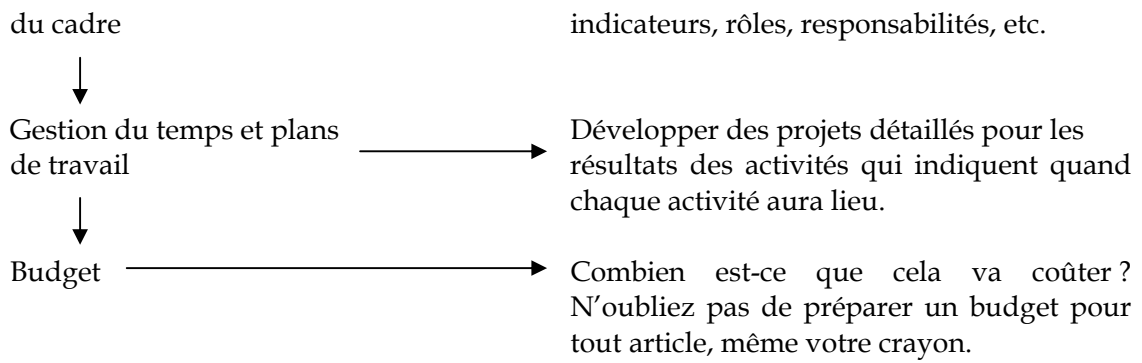 du cadre
indicateurs, rôles, responsabilités, etc.
Gestion du temps et plans
de travail
Développer des projets détaillés pour les
résultats des activités qui indiquent quand
chaque activité aura lieu.
Budget
Combien est-ce que cela va coûter ?
N’oubliez pas de préparer un budget pour
tout article, même votre crayon.